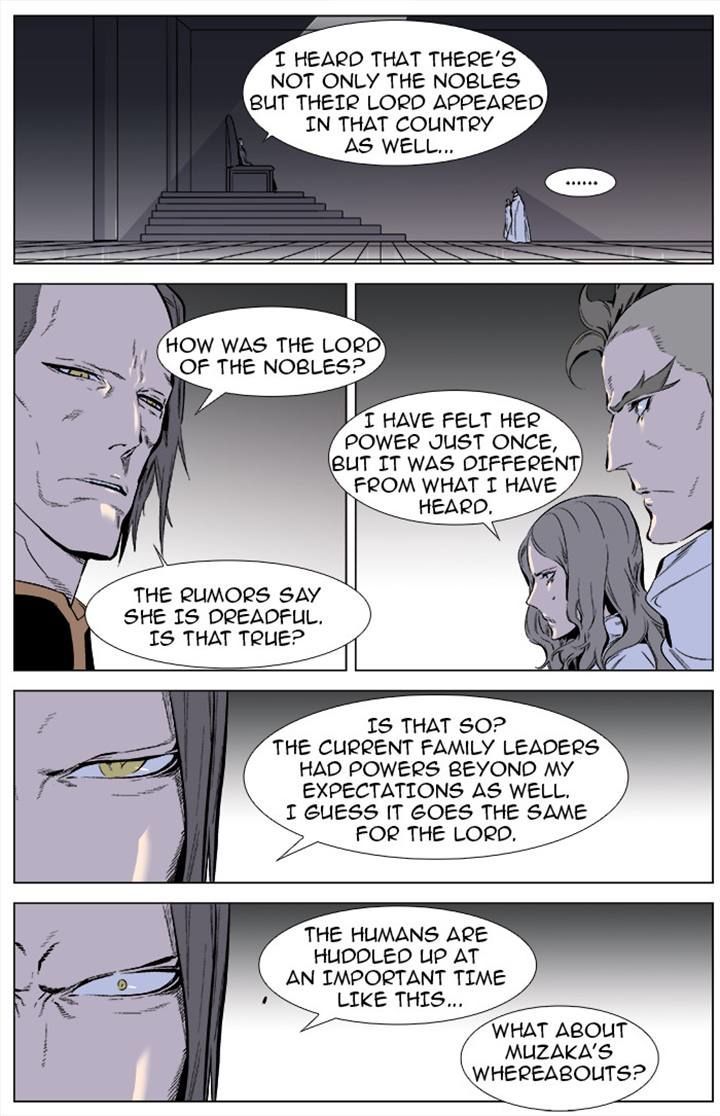 I HEARD THAT THERE'S
NOT ONLY THE NOBLES
BUT THEIR LORD APPEARED
IN THAT COUNTRY
AS WELL...
......
HOW WAS THE LORD
OF THE NOBLES?
THE RUMORS SAY
SHE IS DREADFUL.
IS THAT TRUE?
I HAVE FELT HER
POWER JUST ONCE,
BUT IT WAS DIFFERENT
FROM WHAT I HAVE
HEARD.
IS THAT SO?
THE CURRENT FAMILY LEADERS
HAD POWERS BEYOND MY
EXPECTATIONS AS WELL.
I GUESS IT GOES THE SAME
FOR THE LORD.
THE HUMANS ARE
HUDDLED UP AT
AN IMPORTANT TIME
LIKE THIS...
WHAT ABOUT
MUZAKA'S
WHEREABOUTS?